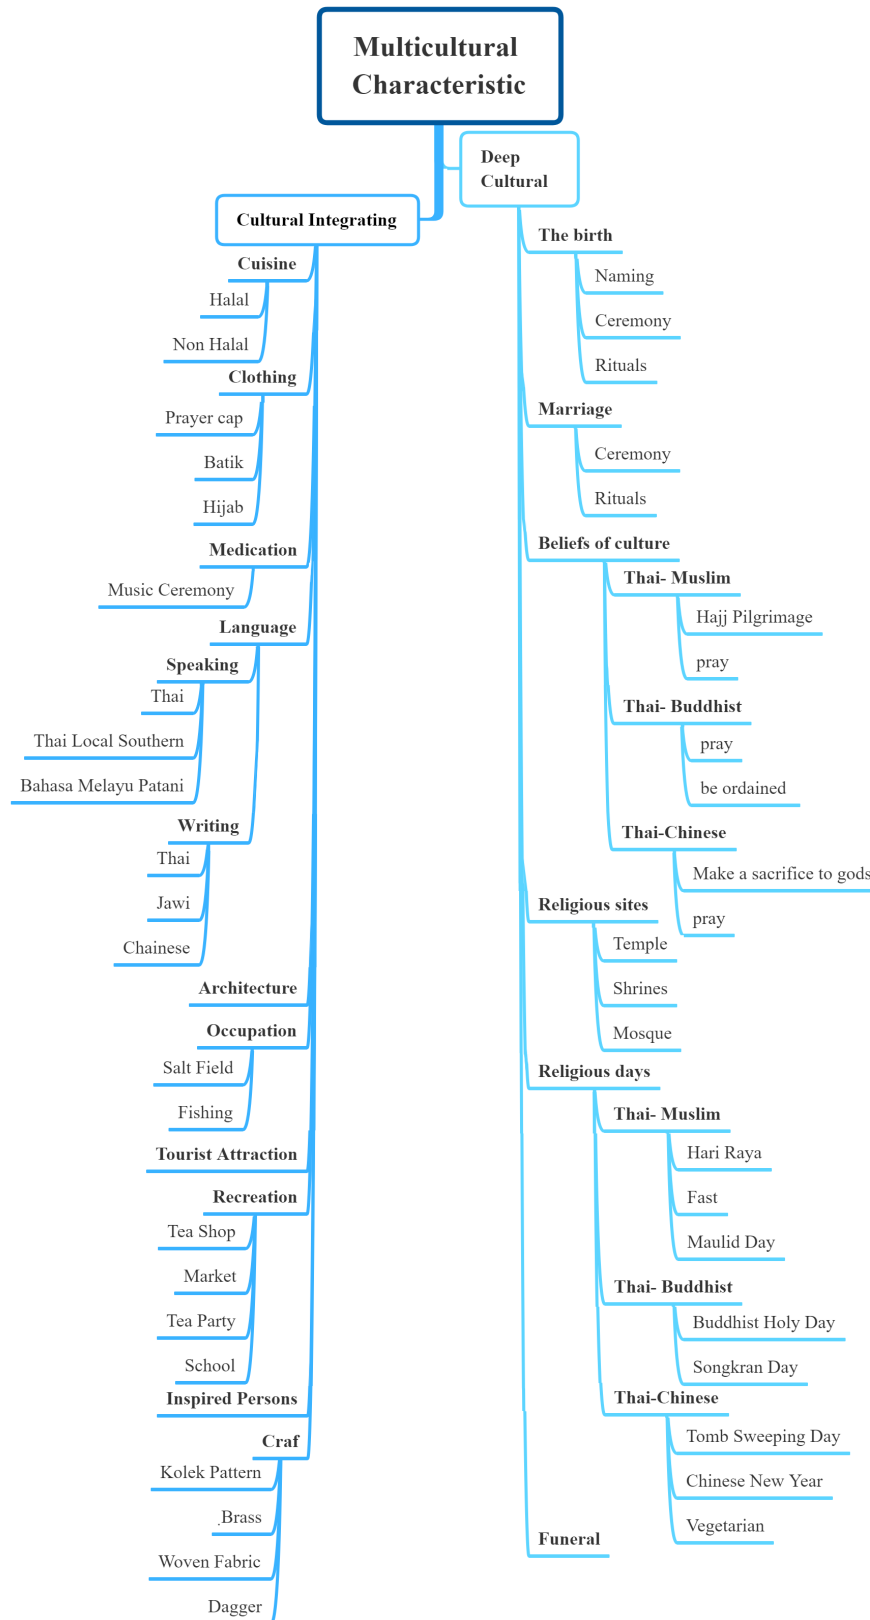 Multicultural
Characteristic
Cultural Integrating
Cuisine
Halal
Non Halal
Clothing
Prayer cap
Batik
Hijab
Medication
Music Ceremony
Language
Speaking
Thai
Thai Local Southern
Bahasa Melayu Patani
Writing
Thai
Jawi
Chainese
Architecture
Occupation
Salt Field
Fishing
Tourist Attraction
Recreation
Tea Shop
Market
Tea Party
School
Inspired Persons
Craf
Kolek Pattern
Brass
Woven Fabric
Dagger
Deep
Cultural
The birth
Naming
Ceremony
Rituals
Marriage
Ceremony
Rituals
Beliefs of culture
Thai- Muslim
Hajj Pilgrimage
pray
Thai- Buddhist
pray
be ordained
Thai-Chinese
Make a sacrifice to gods
pray
Religious sites
Temple
Shrines
Mosque
Religious days
Thai- Muslim
Hari Raya
Fast
Maulid Day
Thai- Buddhist
Buddhist Holy Day
Songkran Day
Thai-Chinese
Tomb Sweeping Day
Chinese New Year
Vegetarian
Funeral